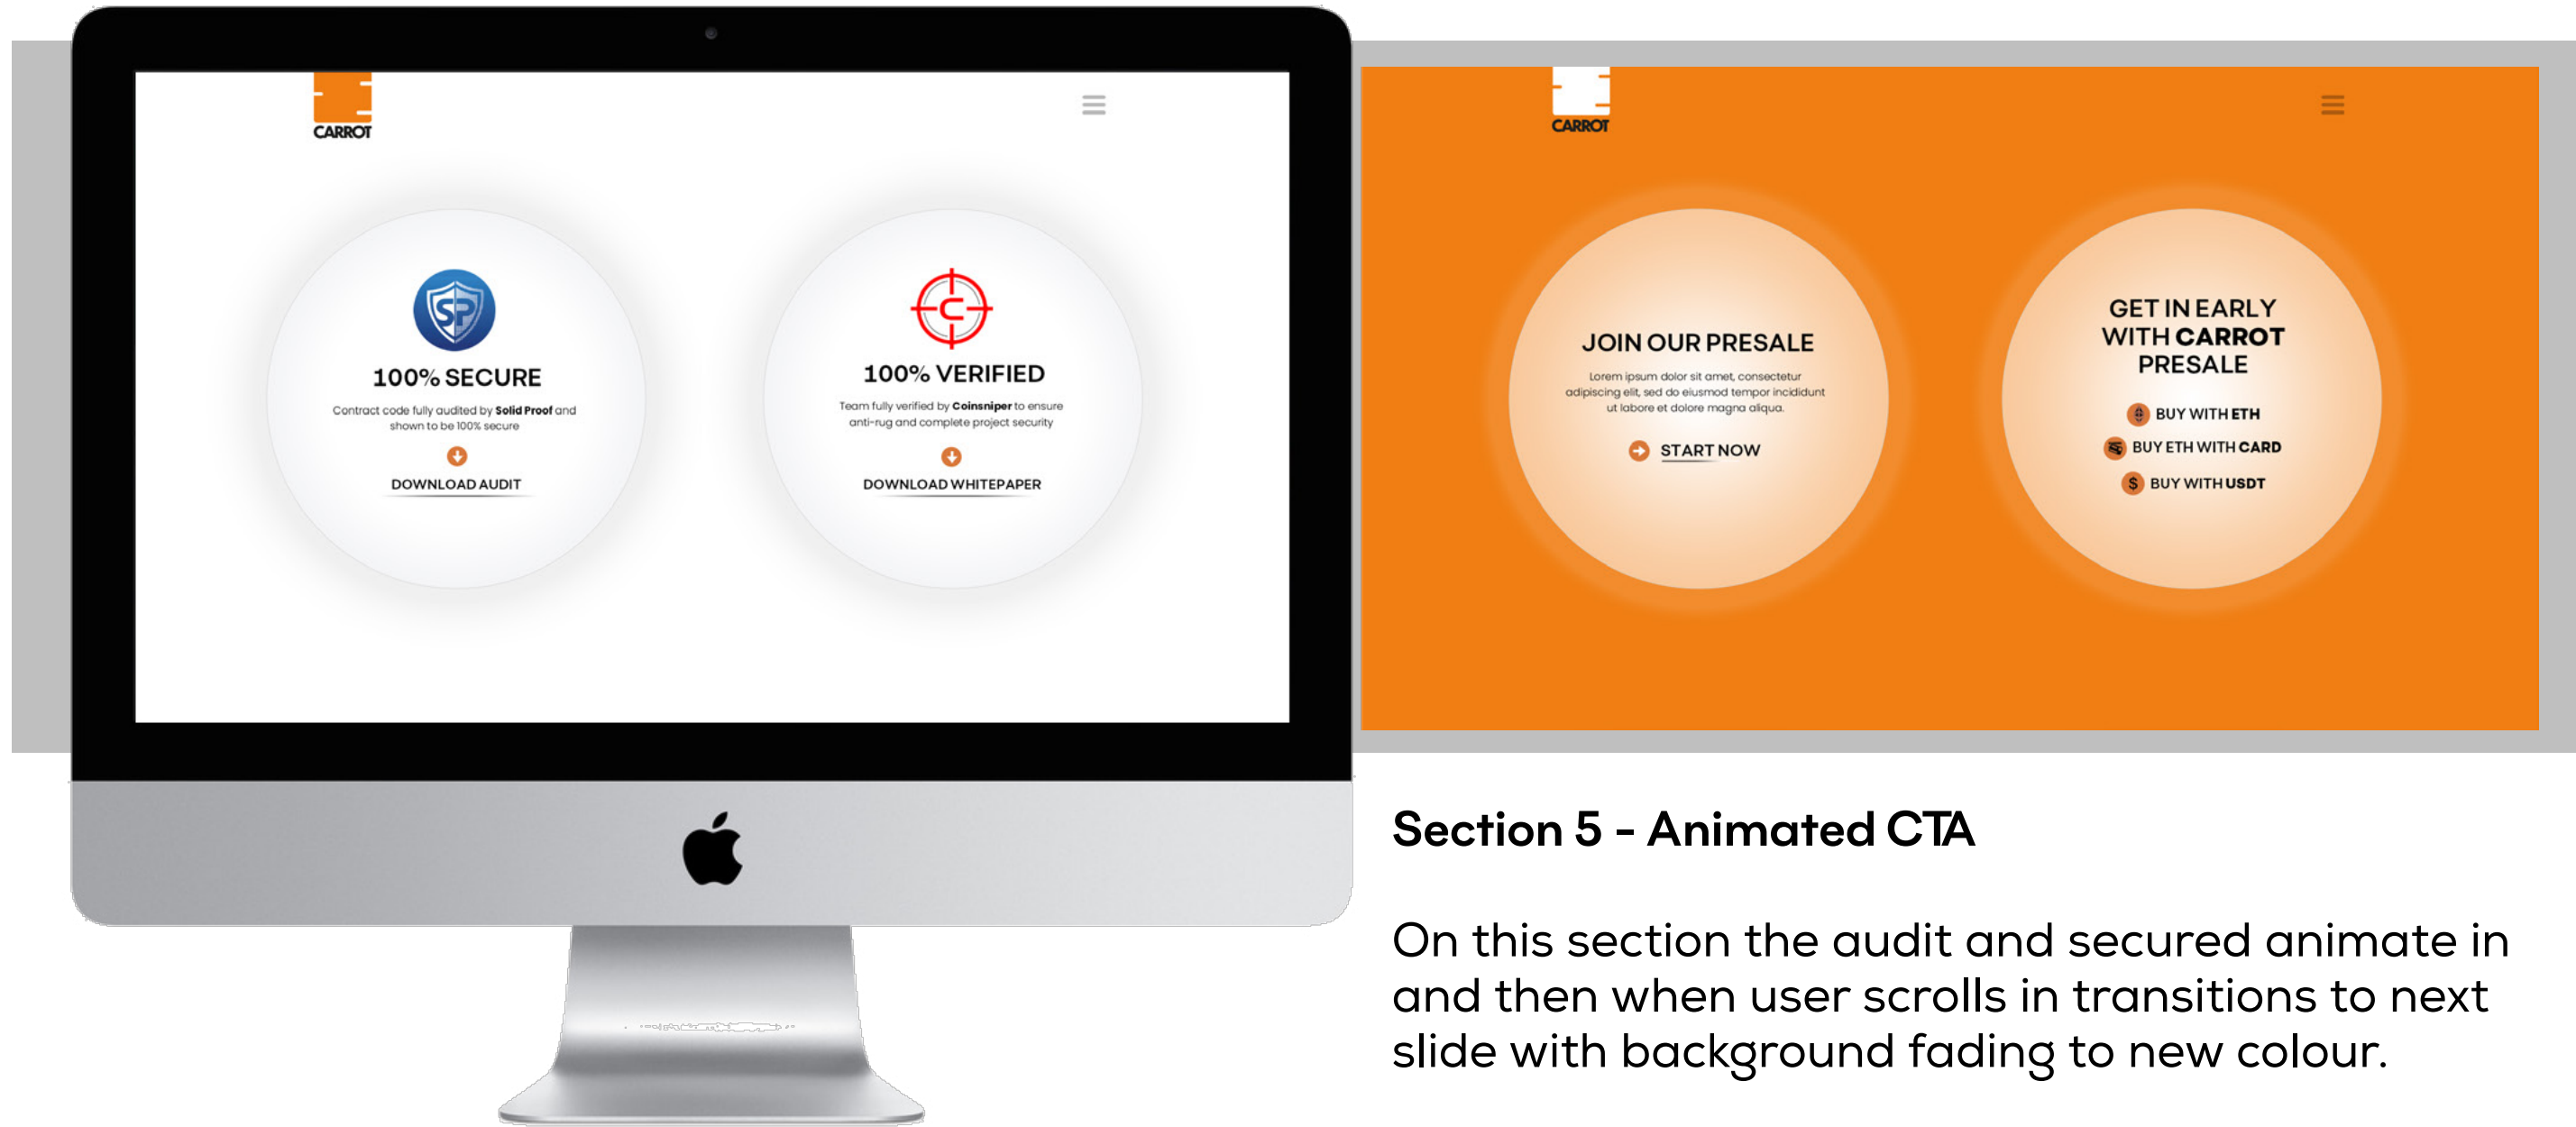 CARROT
SP
100% SECURE
Contract code fully audited by Solid Proof and
shown to be 100% secure
DOWNLOAD AUDIT
C
100% VERIFIED
Team fully verified by Coinsniper to ensure
anti-rug and complete project security
DOWNLOAD WHITEPAPER
CARROT
JOIN OUR PRESALE
Lorem ipsum dolor sit amet, consectetur
adipiscing elit, sed do eiusmod tempor incididunt
ut labore et dolore magna aliqua.
START NOW
GET IN EARLY
WITH CARROT
PRESALE
BUY WITH ETH
BUY ETH WITH CARD
$ BUY WITH USDT
Section 5 - Animated CTA
On this section the audit and secured animate in
and then when user scrolls in transitions to next
slide with background fading to new colour.